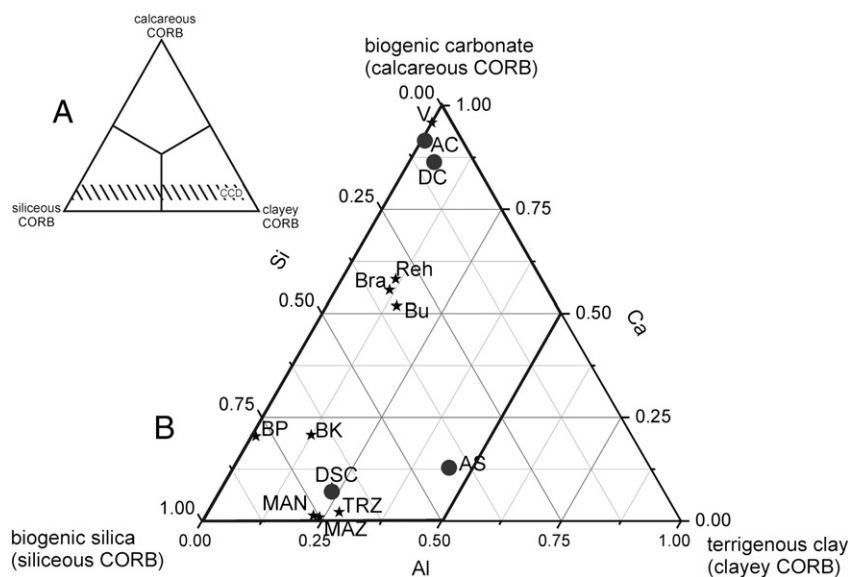 A
calcareous
CORB
siliceous
CORB
CCD
clayey
CORB
B
biogenic carbonate
(calcareous CORB)
0.00
1.00
V
AC
DC
0.25
0.75
Si
Reh
Bra
Bu
Ca
0.50
0.50
0.75
0.25
BP
BK
AS
DSC
MAN
TRZ
MAZ
1.00
0.00
biogenic silica
(siliceous CORB)
0.00
0.25
0.50
0.75
1.00
Al
terrigenous clay
(clayey CORB)